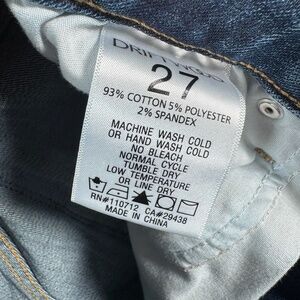 DRIFTWOOD
27
93% COTTON 5% POLYESTER
2% SPANDEX
MACHINE WASH COLD
OR HAND WASH COLD
NO BLEACH
NORMAL CYCLE
TUMBLE DRY
LOW TEMPERATURE
OR LINE DRY
RN#110712 CA#29438
MADE IN
CHINA